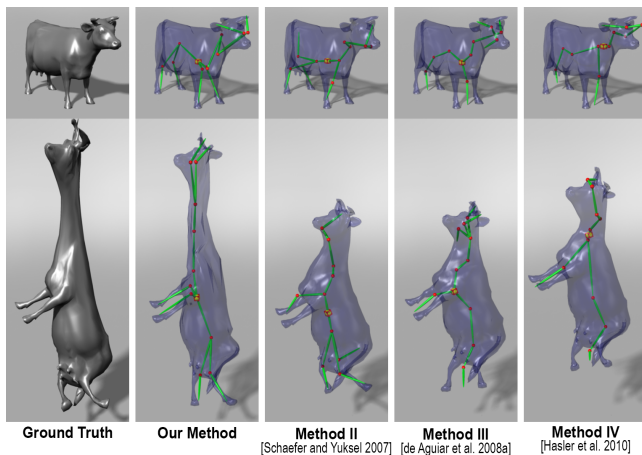 Ground Truth
Our Method
Method II
[Schaefer and Yuksel 2007]
Method III
[de Aguiar et al. 2008a]
Method IV
[Hasler et al. 2010]